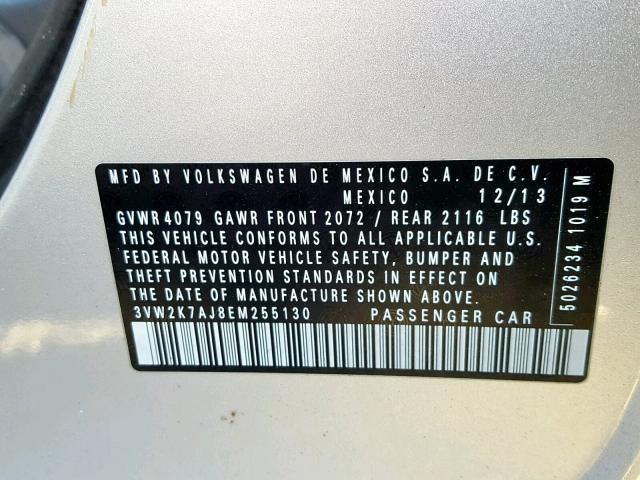 MFD BY VOLKSWAGEN DE MEXICO S.A. DE C.V.
MEXICO 12/13
GVWR 4079 GAWR FRONT 2072 / REAR 2116 LBS
THIS VEHICLE CONFORMS TO ALL APPLICABLE U.S.
FEDERAL MOTOR VEHICLE SAFETY, BUMPER AND
THEFT PREVENTION STANDARDS IN EFFECT ON
THE DATE OF MANUFACTURE SHOWN ABOVE.
3VW2K7AJ8EM255130 PASSENGER CAR
5026234 1019 M